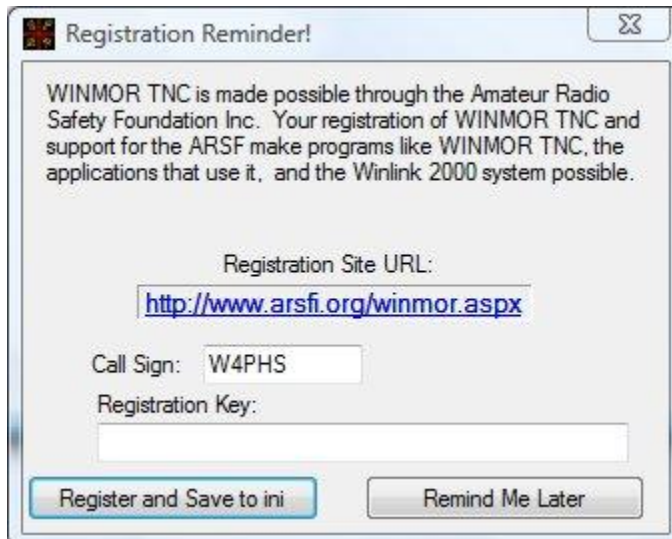 Registration Reminder!
WINMOR TNC is made possible through the Amateur Radio
Safety Foundation Inc. Your registration of WINMOR TNC and
support for the ARSF make programs like WINMOR TNC, the
applications that use it, and the Winlink 2000 system possible.
Registration Site URL:
http://www.arsfi.org/winmor.aspx
Call Sign: W4PHS
Registration Key:
Register and Save to ini Remind Me Later